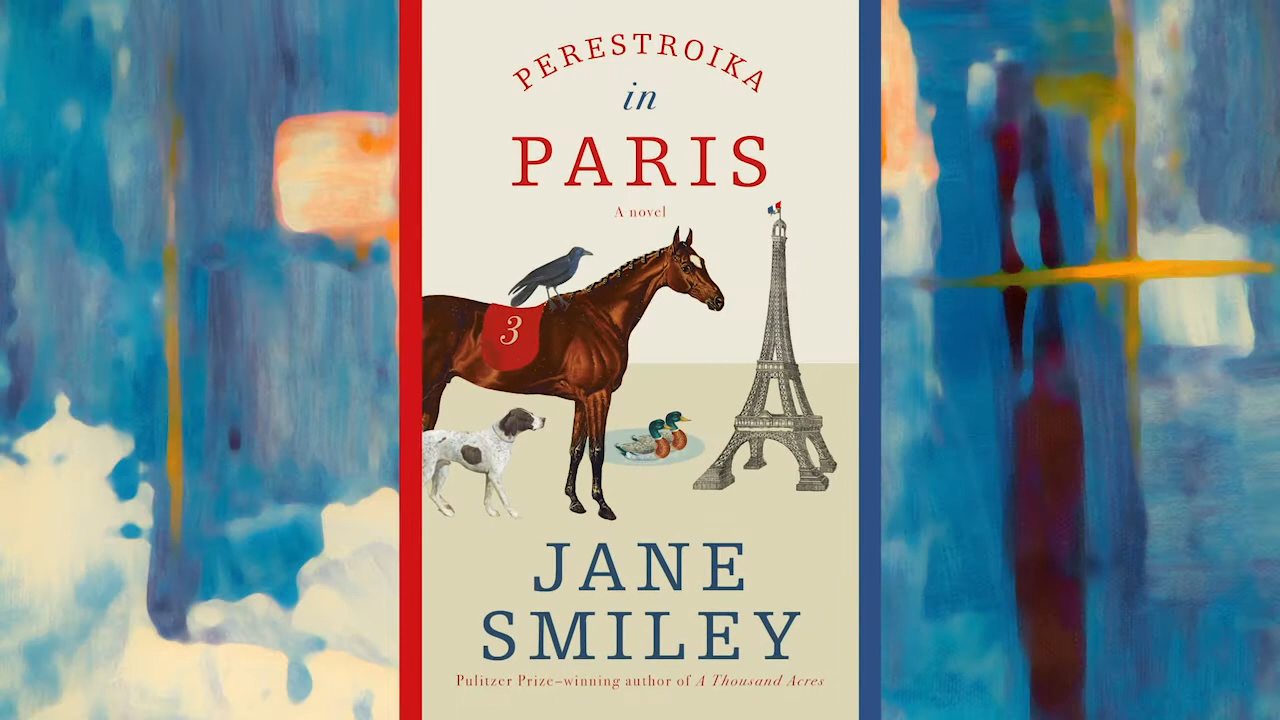 PERESTROIKA
in
PARIS
A novel
3
JANE
SMILEY
Pulitzer Prize–winning author of A Thousand Acres